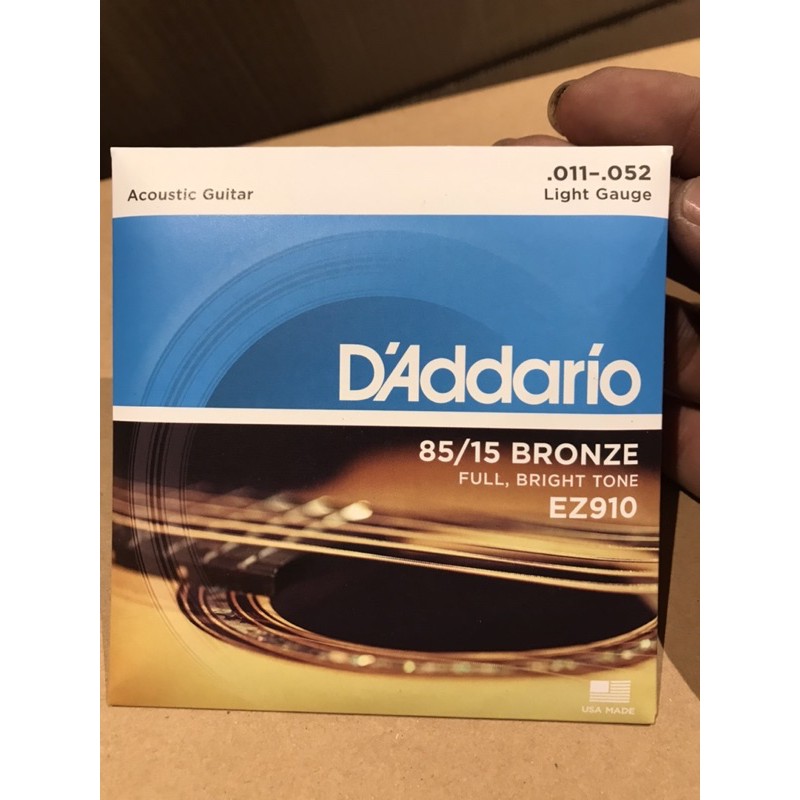 Acoustic Guitar
.011–.052
Light Gauge
D'Addario
85/15 BRONZE
FULL, BRIGHT TONE
EZ910
USA MADE